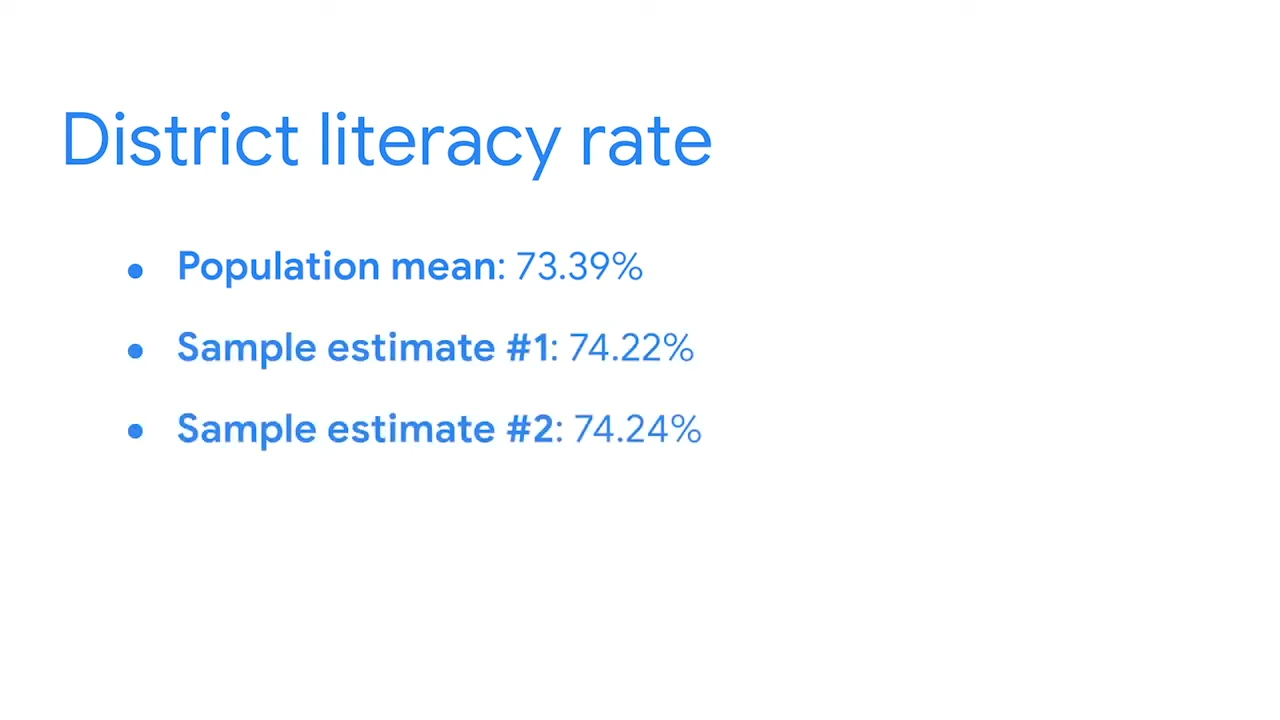 District literacy rate
● Population mean: 73.39%
● Sample estimate #1: 74.22%
● Sample estimate #2: 74.24%